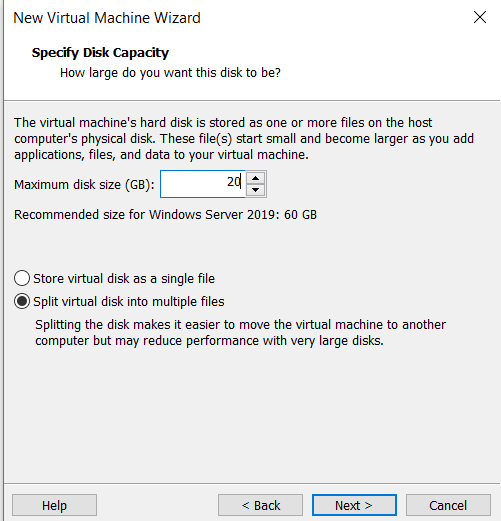 New Virtual Machine Wizard
Specify Disk Capacity
How large do you want this disk to be?
The virtual machine's hard disk is stored as one or more files on the host
computer's physical disk. These file(s) start small and become larger as you add
applications, files, and data to your virtual machine.
Maximum disk size (GB): 20
Recommended size for Windows Server 2019: 60 GB
Store virtual disk as a single file
Split virtual disk into multiple files
Splitting the disk makes it easier to move the virtual machine to another
computer but may reduce performance with very large disks.
Help < Back Next > Cancel